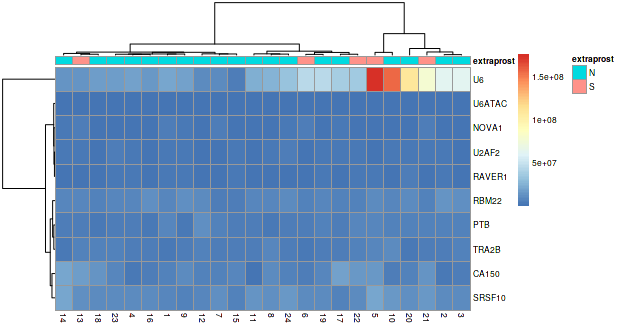 extraprost
extraprost
N
S
U6
U6ATAC
NOVA1
U2AF2
RAVER1
RBM22
PTB
TRA2B
CA150
SRSF10
1.5e+08
1e+08
5e+07
14 13 18 23 4 16 1 9 12 7 15 11 8 24 6 19 17 22 5 10 20 21 2 3